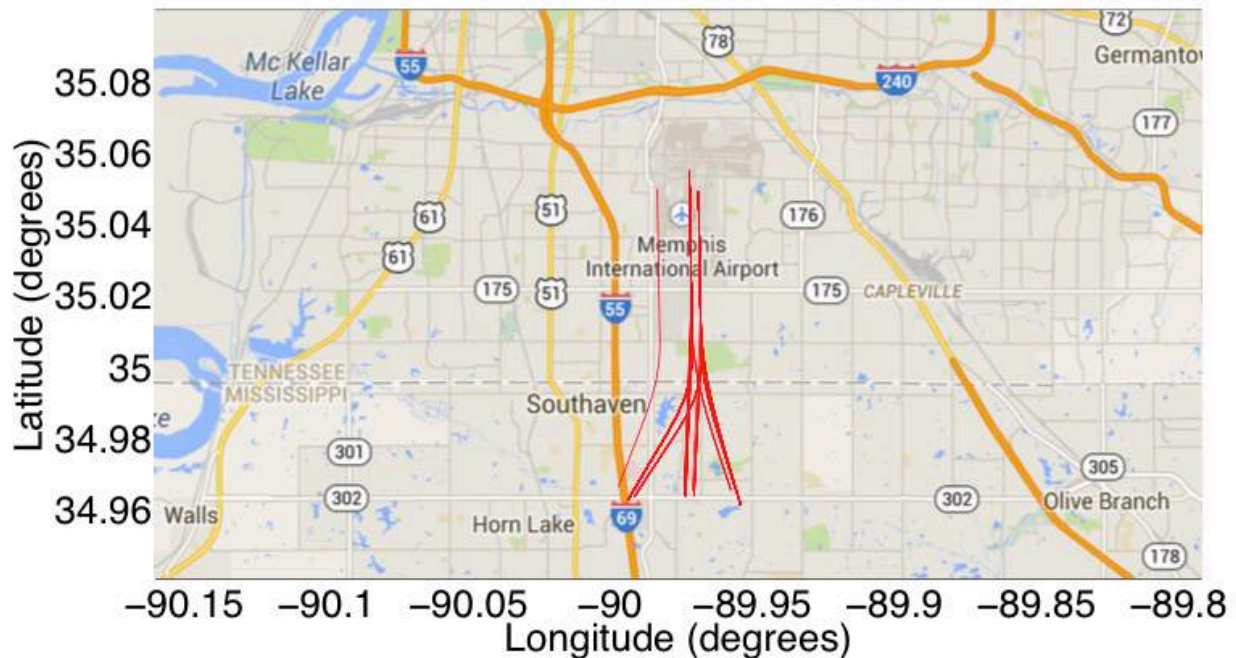 72
78
Germantow
Mc Kellar
Lake
55
240
35.08
177
35.06
61
51
176
35.04
61
Memphis
International Airport
175
51
175
CAPLEVILLE
35.02
55
35
TENNESSEE
MISSISSIPPI
Southaven
ke
34.98
301
305
302
302
Olive Branch
34.96
Walls
Horn Lake
69
178
Latitude (degrees)
−90.15 −90.1 −90.05 −90 −89.95 −89.9 −89.85 −89.8
Longitude (degrees)